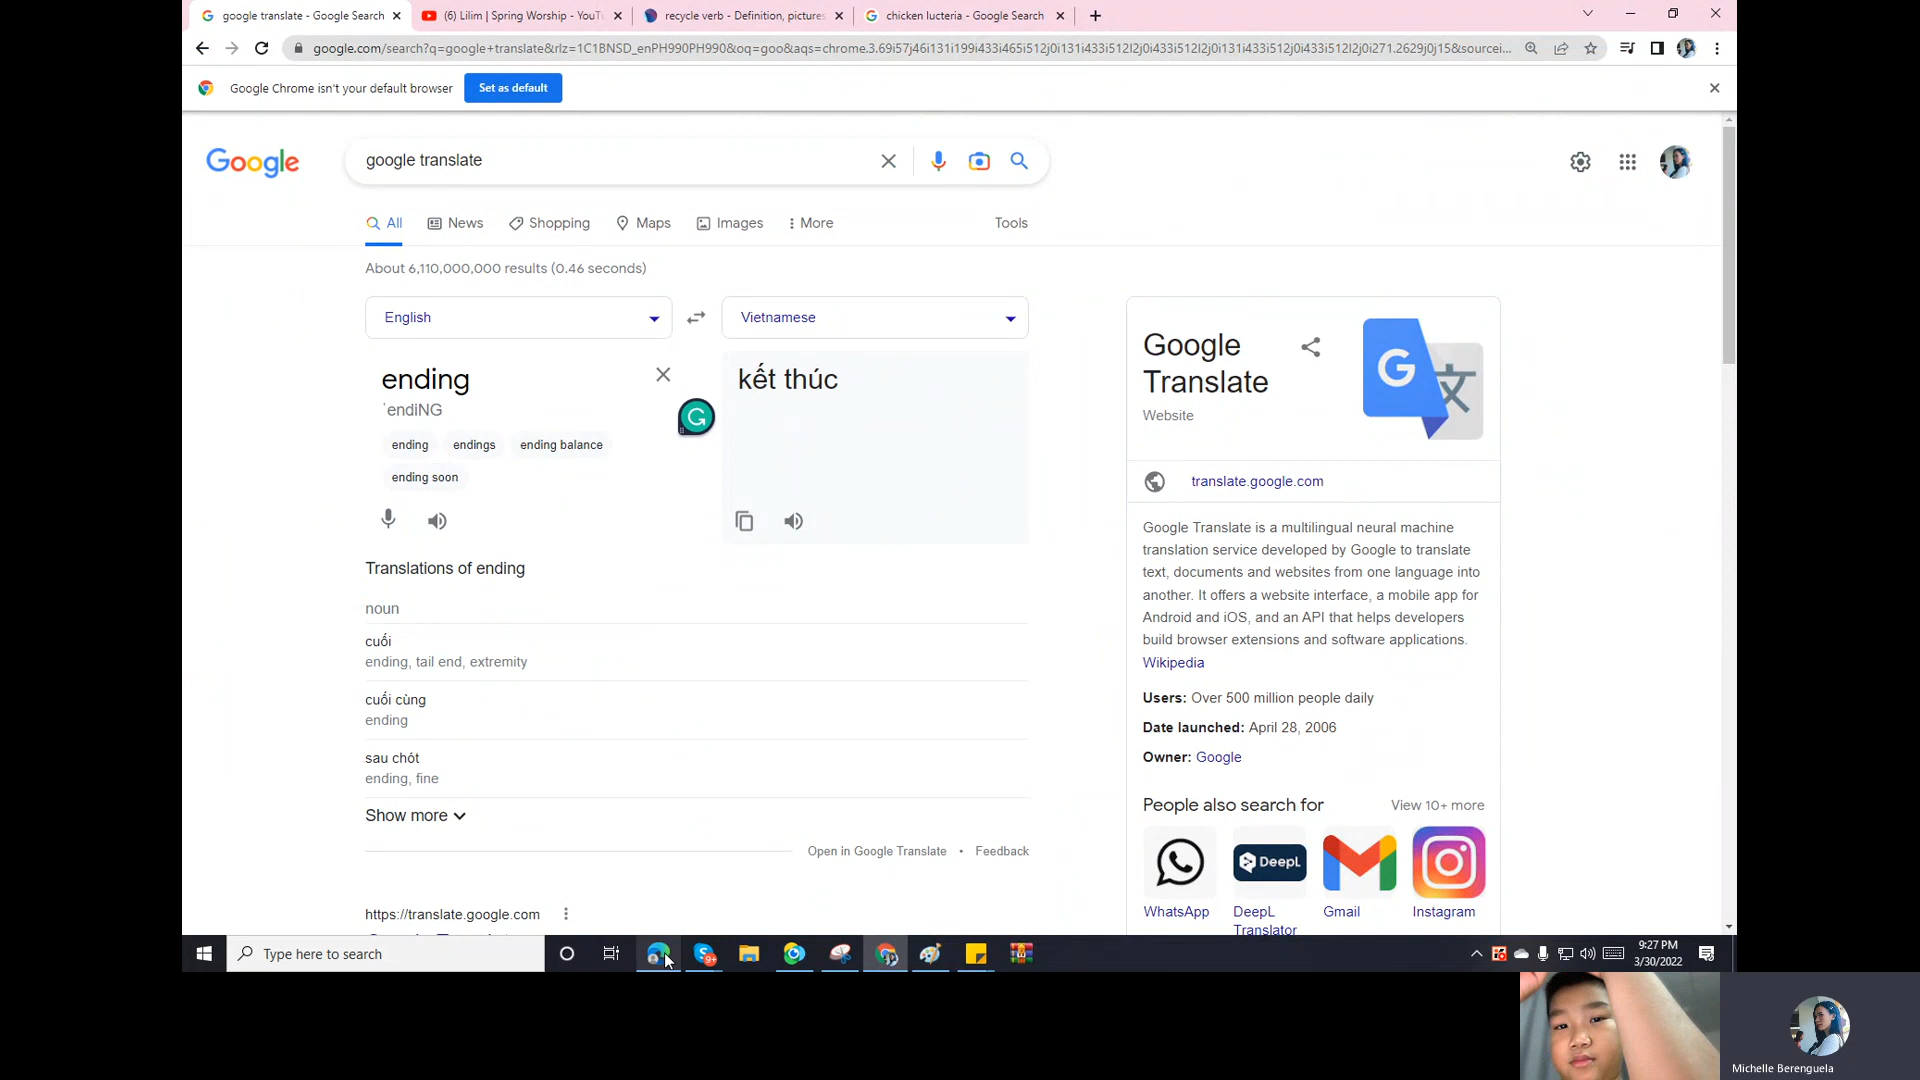 google translate - Google Search
(6) Lilim | Spring Worship - YouTu
recycle verb - Definition, pictures
chicken lucteria - Google Search
google.com/search?q=google+translate&rlz=1C1BNSD_enPH990PH990&oq=goo&aqs=chrome.3.69i57j46i131i199i433i465i512j0i131i433i512l2j0i433i512l2j0i131i433i512j0i433i512l2j0i271.2629j0j15&sourcei...
Google Chrome isn't your default browser
Set as default
Google
google translate
All
News
Shopping
Maps
Images
More
Tools
About 6,110,000,000 results (0.46 seconds)
English
Vietnamese
ending
ˈendiNG
ending
endings
ending balance
ending soon
kết thúc
Translations of ending
noun
cuối
ending, tail end, extremity
cuối cùng
ending
sau chót
ending, fine
Show more
Open in Google Translate • Feedback
https://translate.google.com
Google
Translate
Website
translate.google.com
Google Translate is a multilingual neural machine
translation service developed by Google to translate
text, documents and websites from one language into
another. It offers a website interface, a mobile app for
Android and iOS, and an API that helps developers
build browser extensions and software applications.
Wikipedia
Users: Over 500 million people daily
Date launched: April 28, 2006
Owner: Google
People also search for
View 10+ more
DeepL
WhatsApp
DeepL
Translator
Gmail
Instagram
Type here to search
9:27 PM
3/30/2022
Michelle Berenguela